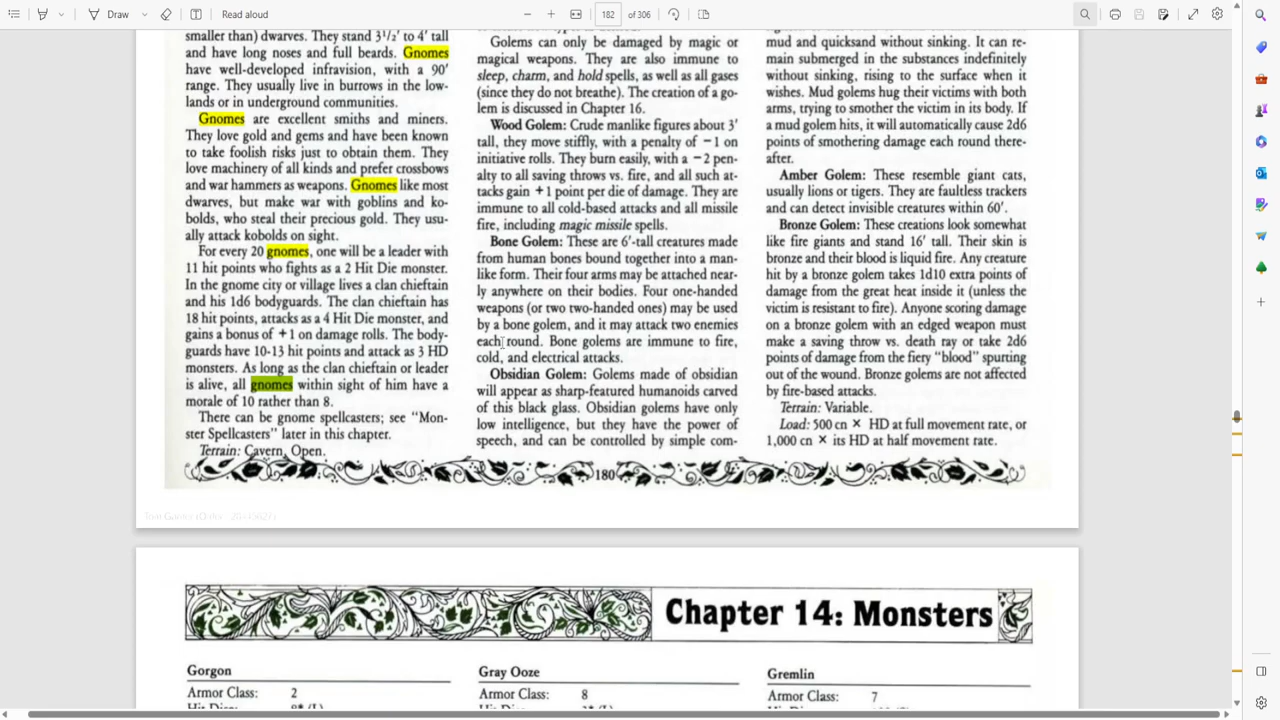 Draw
Read aloud
182
of 306
smaller than) dwarves. They stand 3½′ to 4′ tall
and have long noses and full beards. Gnomes
have well-developed infravision, with a 90′
range. They usually live in burrows in the low-
lands or in underground communities.
Gnomes are excellent smiths and miners.
They love gold and gems and have been known
to take foolish risks just to obtain them. They
love machinery of all kinds and prefer crossbows
and war hammers as weapons. Gnomes like most
dwarves, but make war with goblins and ko-
bolds, who steal their precious gold. They usu-
ally attack kobolds on sight.
For every 20 gnomes, one will be a leader with
11 hit points who fights as a 2 Hit Die monster.
In the gnome city or village lives a clan chieftain
and his 1d6 bodyguards. The clan chieftain has
18 hit points, attacks as a 4 Hit Die monster, and
gains a bonus of +1 on damage rolls. The body-
guards have 10-13 hit points and attack as 3 HD
monsters. As long as the clan chieftain or leader
is alive, all gnomes within sight of him have a
morale of 10 rather than 8.
There can be gnome spellcasters; see “Mon-
ster Spellcasters” later in this chapter.
Terrain: Cavern, Open.
Golems can only be damaged by magic or
magical weapons. They are also immune to
sleep, charm, and hold spells, as well as all gases
(since they do not breathe). The creation of a go-
lem is discussed in Chapter 16.
Wood Golem: Crude manlike figures about 3′
tall, they move stiffly, with a penalty of −1 on
initiative rolls. They burn easily, with a −2 pen-
alty to all saving throws vs. fire, and all such at-
tacks gain +1 point per die of damage. They are
immune to all cold-based attacks and all missile
fire, including magic missile spells.
Bone Golem: These are 6′-tall creatures made
from human bones bound together into a man-
like form. Their four arms may be attached near-
ly anywhere on their bodies. Four one-handed
weapons (or two two-handed ones) may be used
by a bone golem, and it may attack two enemies
each round. Bone golems are immune to fire,
cold, and electrical attacks.
Obsidian Golem: Golems made of obsidian
will appear as sharp-featured humanoids carved
of this black glass. Obsidian golems have only
low intelligence, but they have the power of
speech, and can be controlled by simple com-
mud and quicksand without sinking. It can re-
main submerged in the substances indefinitely
without sinking, rising to the surface when it
wishes. Mud golems hug their victims with both
arms, trying to smother the victim in its body. If
a mud golem hits, it will automatically cause 2d6
points of smothering damage each round there-
after.
Amber Golem: These resemble giant cats,
usually lions or tigers. They are faultless trackers
and can detect invisible creatures within 60′.
Bronze Golem: These creations look somewhat
like fire giants and stand 16′ tall. Their skin is
bronze and their blood is liquid fire. Any creature
hit by a bronze golem takes 1d10 extra points of
damage from the great heat inside it (unless the
victim is resistant to fire). Anyone scoring damage
on a bronze golem with an edged weapon must
make a saving throw vs. death ray or take 2d6
points of damage from the fiery “blood” spurting
out of the wound. Bronze golems are not affected
by fire-based attacks.
Terrain: Variable.
Load: 500 cn × HD at full movement rate, or
1,000 cn × its HD at half movement rate.
180
Chapter 14: Monsters
Gorgon
Armor Class: 2
Gray Ooze
Armor Class: 8
Gremlin
Armor Class: 7